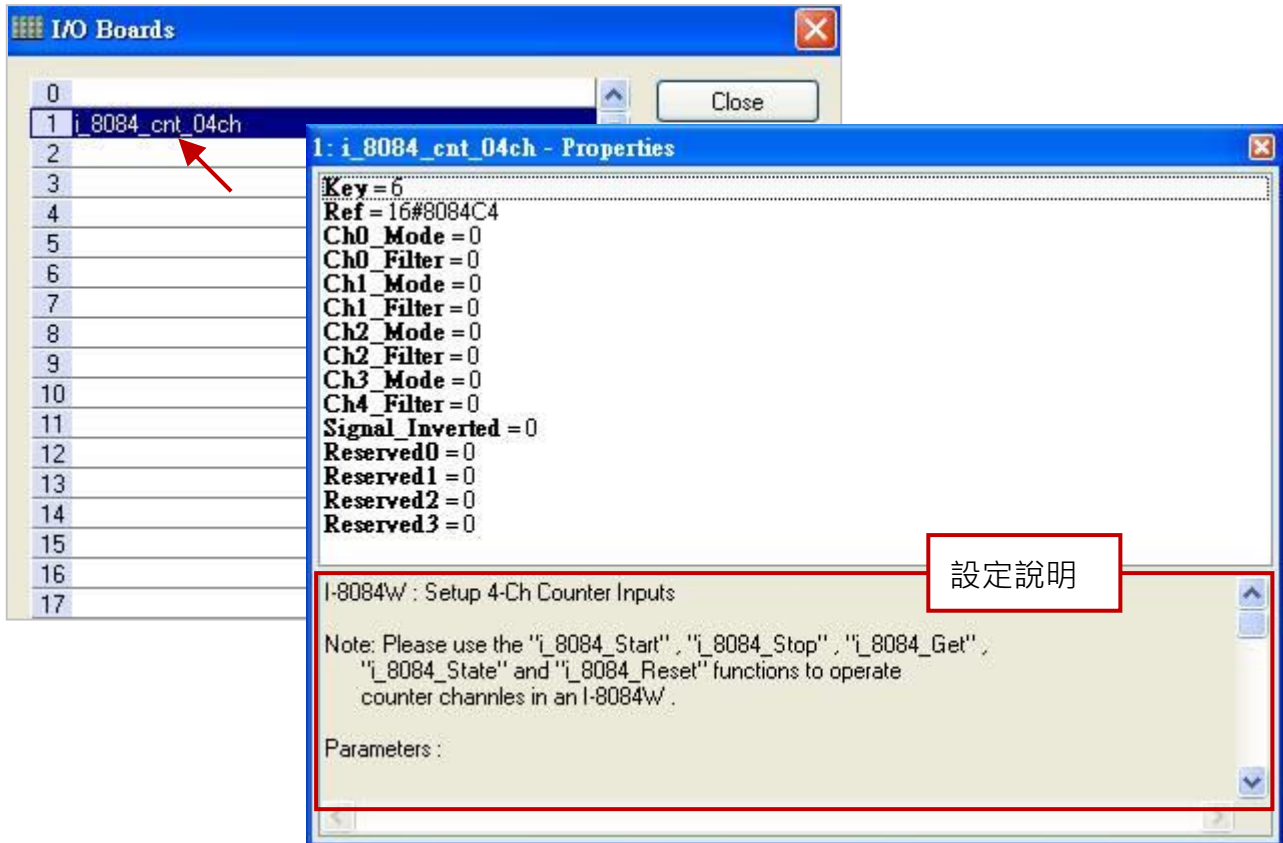 I/O Boards
0
1 i_8084_cnt_04ch
2
3
4
5
6
7
8
9
10
11
12
13
14
15
16
17
Close
1: i_8084_cnt_04ch - Properties
Key = 6
Ref = 16#8084C4
Ch0_Mode = 0
Ch0_Filter = 0
Ch1_Mode = 0
Ch1_Filter = 0
Ch2_Mode = 0
Ch2_Filter = 0
Ch3_Mode = 0
Ch4_Filter = 0
Signal_Inverted = 0
Reserved0 = 0
Reserved1 = 0
Reserved2 = 0
Reserved3 = 0
設定說明
I-8084W : Setup 4-Ch Counter Inputs
Note: Please use the "i_8084_Start" , "i_8084_Stop" , "i_8084_Get" ,
"i_8084_State" and "i_8084_Reset" functions to operate
counter channles in an I-8084W .
Parameters :